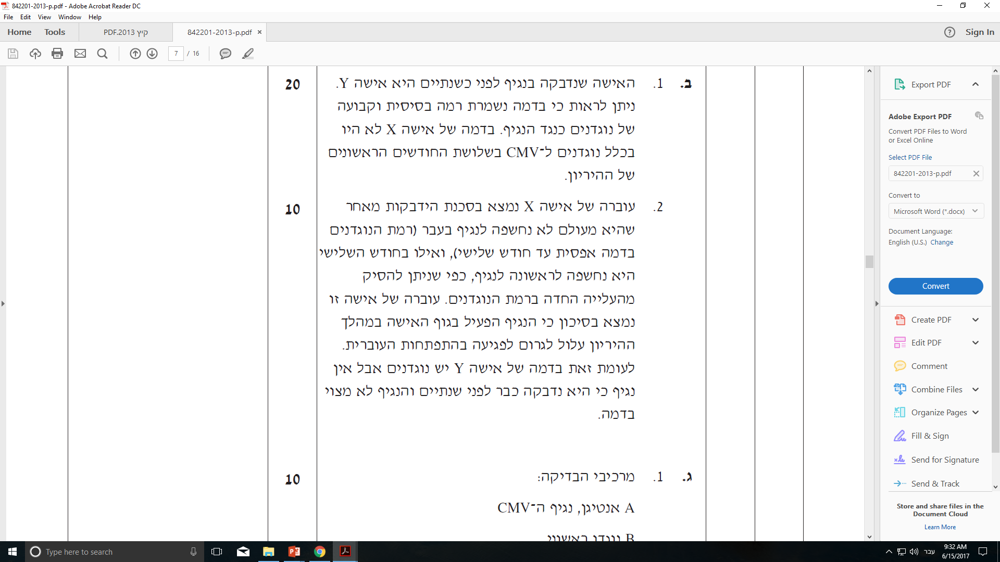 842201-2013-p.pdf - Adobe Acrobat Reader DC
File Edit View Window Help
Home Tools קיץ 2013.PDF 842201-2013-p.pdf × Sign In
7 / 16
ב. 1. האישה שנדבקה בנגיף לפני כשנתיים היא אישה Y. 20
ניתן לראות כי בדמה נשמרת רמה בסיסית וקבועה
של נוגדנים כנגד הנגיף. בדמה של אישה X לא היו
בכלל נוגדנים ל־CMV בשלושת החודשים הראשונים
של ההיריון.
2. עוברה של אישה X נמצא בסכנת הידבקות מאחר 10
שהיא מעולם לא נחשפה לנגיף בעבר (רמת הנוגדנים
בדמה אפסית עד חודש שלישי), ואילו בחודש השלישי
היא נחשפה לראשונה לנגיף, כפי שניתן להסיק
מהעלייה החדה ברמת הנוגדנים. עוברה של אישה זו
נמצא בסיכון כי הנגיף הפעיל בגוף האישה במהלך
ההיריון עלול לגרום לפגיעה בהתפתחות העוברית.
לעומת זאת בדמה של אישה Y יש נוגדנים אבל אין
נגיף כי היא נדבקה כבר לפני שנתיים והנגיף לא מצוי
בדמה.
ג. 1. מרכיבי הבדיקה: 10
A אנטיגן, נגיף ה־CMV
B נוגדן ראשוני
Export PDF
Adobe Export PDF
Convert PDF Files to Word
or Excel Online
Select PDF File
842201-2013-p.pdf
Convert to
Microsoft Word (*.docx)
Document Language:
English (U.S.) Change
Convert
Create PDF
Edit PDF
Comment
Combine Files
Organize Pages
Fill & Sign
Send for Signature
Send & Track
Store and share files in the
Document Cloud
Learn More
Type here to search
עבר
9:32 AM
6/15/2017